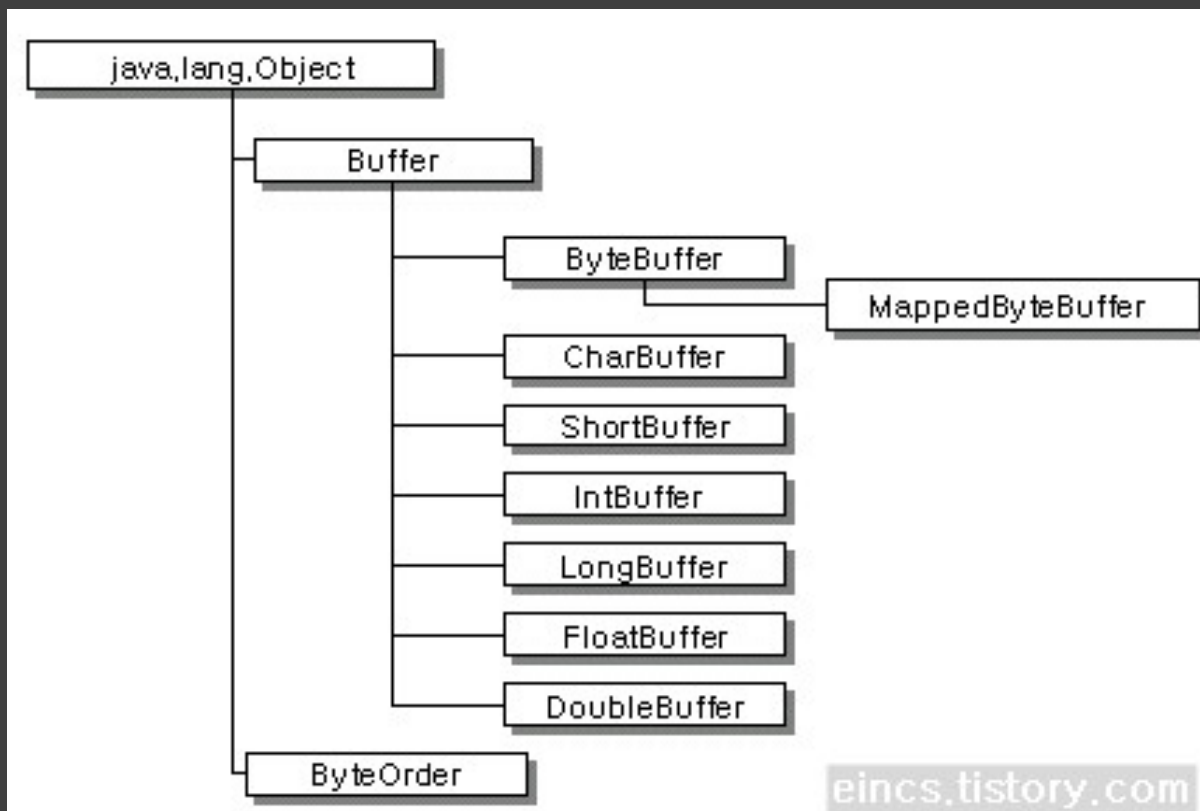 java,lang,Object
Buffer
ByteBuffer
MappedByteBuffer
CharBuffer
ShortBuffer
IntBuffer
LongBuffer
FloatBuffer
DoubleBuffer
ByteOrder
eincs.tistory.com